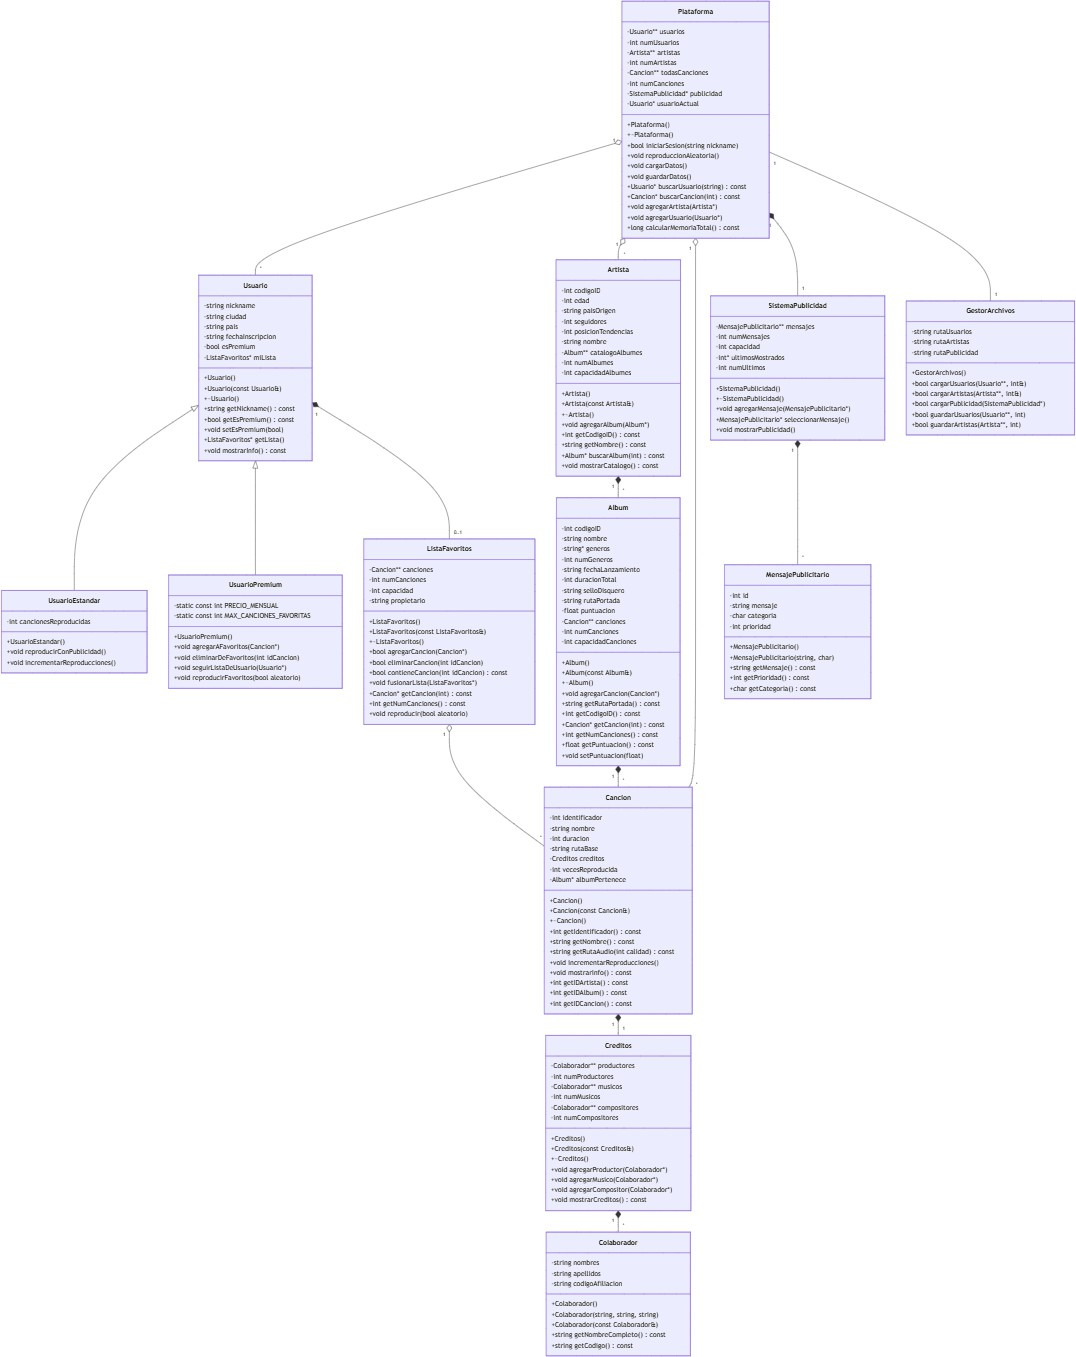 Plataforma
-Usuario** usuarios
-int numUsuarios
-Artista** artistas
-int numArtistas
-Cancion** todasCanciones
-int numCanciones
-SistemaPublicidad* publicidad
-Usuario* usuarioActual
+Plataforma()
+~Plataforma()
+bool iniciarSesion(string nickname)
+void reproduccionAleatoria()
+void cargarDatos()
+void guardarDatos()
+Usuario* buscarUsuario(string) : const
+Cancion* buscarCancion(int) : const
+void agregarArtista(Artista*)
+void agregarUsuario(Usuario*)
+long calcularMemoriaTotal() : const
1
1
1
1
1
*
*
1
1
Usuario
-string nickname
-string ciudad
-string pais
-string fechaInscripcion
-bool esPremium
-ListaFavoritos* miLista
+Usuario()
+Usuario(const Usuario&)
+~Usuario()
+string getNickname() : const
+bool getEsPremium() : const
+void setEsPremium(bool)
+ListaFavoritos* getLista()
+void mostrarInfo() : const
1
0..1
Artista
-int codigoID
-int edad
-string paisOrigen
-int seguidores
-int posicionTendencias
-string nombre
-Album** catalogoAlbumes
-int numAlbumes
-int capacidadAlbumes
+Artista()
+Artista(const Artista&)
+~Artista()
+void agregarAlbum(Album*)
+int getCodigoID() : const
+string getNombre() : const
+Album* buscarAlbum(int) : const
+void mostrarCatalogo() : const
1
*
SistemaPublicidad
-MensajePublicitario** mensajes
-int numMensajes
-int capacidad
-int* ultimosMostrados
-int numUltimos
+SistemaPublicidad()
+~SistemaPublicidad()
+void agregarMensaje(MensajePublicitario*)
+MensajePublicitario* seleccionarMensaje()
+void mostrarPublicidad()
1
*
GestorArchivos
-string rutaUsuarios
-string rutaArtistas
-string rutaPublicidad
+GestorArchivos()
+bool cargarUsuarios(Usuario**, int&)
+bool cargarArtistas(Artista**, int&)
+bool cargarPublicidad(SistemaPublicidad*)
+bool guardarUsuarios(Usuario**, int)
+bool guardarArtistas(Artista**, int)
UsuarioEstandar
-int cancionesReproducidas
+UsuarioEstandar()
+void reproducirConPublicidad()
+void incrementarReproducciones()
UsuarioPremium
-static const int PRECIO_MENSUAL
-static const int MAX_CANCIONES_FAVORITAS
+UsuarioPremium()
+void agregarAFavoritos(Cancion*)
+void eliminarDeFavoritos(int idCancion)
+void seguirListaDeUsuario(Usuario*)
+void reproducirFavoritos(bool aleatorio)
ListaFavoritos
-Cancion** canciones
-int numCanciones
-int capacidad
-string propietario
+ListaFavoritos()
+ListaFavoritos(const ListaFavoritos&)
+~ListaFavoritos()
+bool agregarCancion(Cancion*)
+bool eliminarCancion(int idCancion)
+bool contieneCancion(int idCancion) : const
+void fusionarLista(ListaFavoritos*)
+Cancion* getCancion(int) : const
+int getNumCanciones() : const
+void reproducir(bool aleatorio)
1
*
Album
-int codigoID
-string nombre
-string* generos
-int numGeneros
-string fechaLanzamiento
-int duracionTotal
-string selloDisquero
-string rutaPortada
-float puntuacion
-Cancion** canciones
-int numCanciones
-int capacidadCanciones
+Album()
+Album(const Album&)
+~Album()
+void agregarCancion(Cancion*)
+string getRutaPortada() : const
+int getCodigoID() : const
+Cancion* getCancion(int) : const
+int getNumCanciones() : const
+float getPuntuacion() : const
+void setPuntuacion(float)
1
*
*
MensajePublicitario
-int id
-string mensaje
-char categoria
-int prioridad
+MensajePublicitario()
+MensajePublicitario(string, char)
+string getMensaje() : const
+int getPrioridad() : const
+char getCategoria() : const
Cancion
-int identificador
-string nombre
-int duracion
-string rutaBase
-Creditos creditos
-int vecesReproducida
-Album* albumPertenece
+Cancion()
+Cancion(const Cancion&)
+~Cancion()
+int getIdentificador() : const
+string getNombre() : const
+string getRutaAudio(int calidad) : const
+void incrementarReproducciones()
+void mostrarInfo() : const
+int getIDArtista() : const
+int getIDAlbum() : const
+int getIDCancion() : const
1
1
Creditos
-Colaborador** productores
-int numProductores
-Colaborador** musicos
-int numMusicos
-Colaborador** compositores
-int numCompositores
+Creditos()
+Creditos(const Creditos&)
+~Creditos()
+void agregarProductor(Colaborador*)
+void agregarMusico(Colaborador*)
+void agregarCompositor(Colaborador*)
+void mostrarCreditos() : const
1
*
Colaborador
-string nombres
-string apellidos
-string codigoAfiliacion
+Colaborador()
+Colaborador(string, string, string)
+Colaborador(const Colaborador&)
+string getNombreCompleto() : const
+string getCodigo() : const